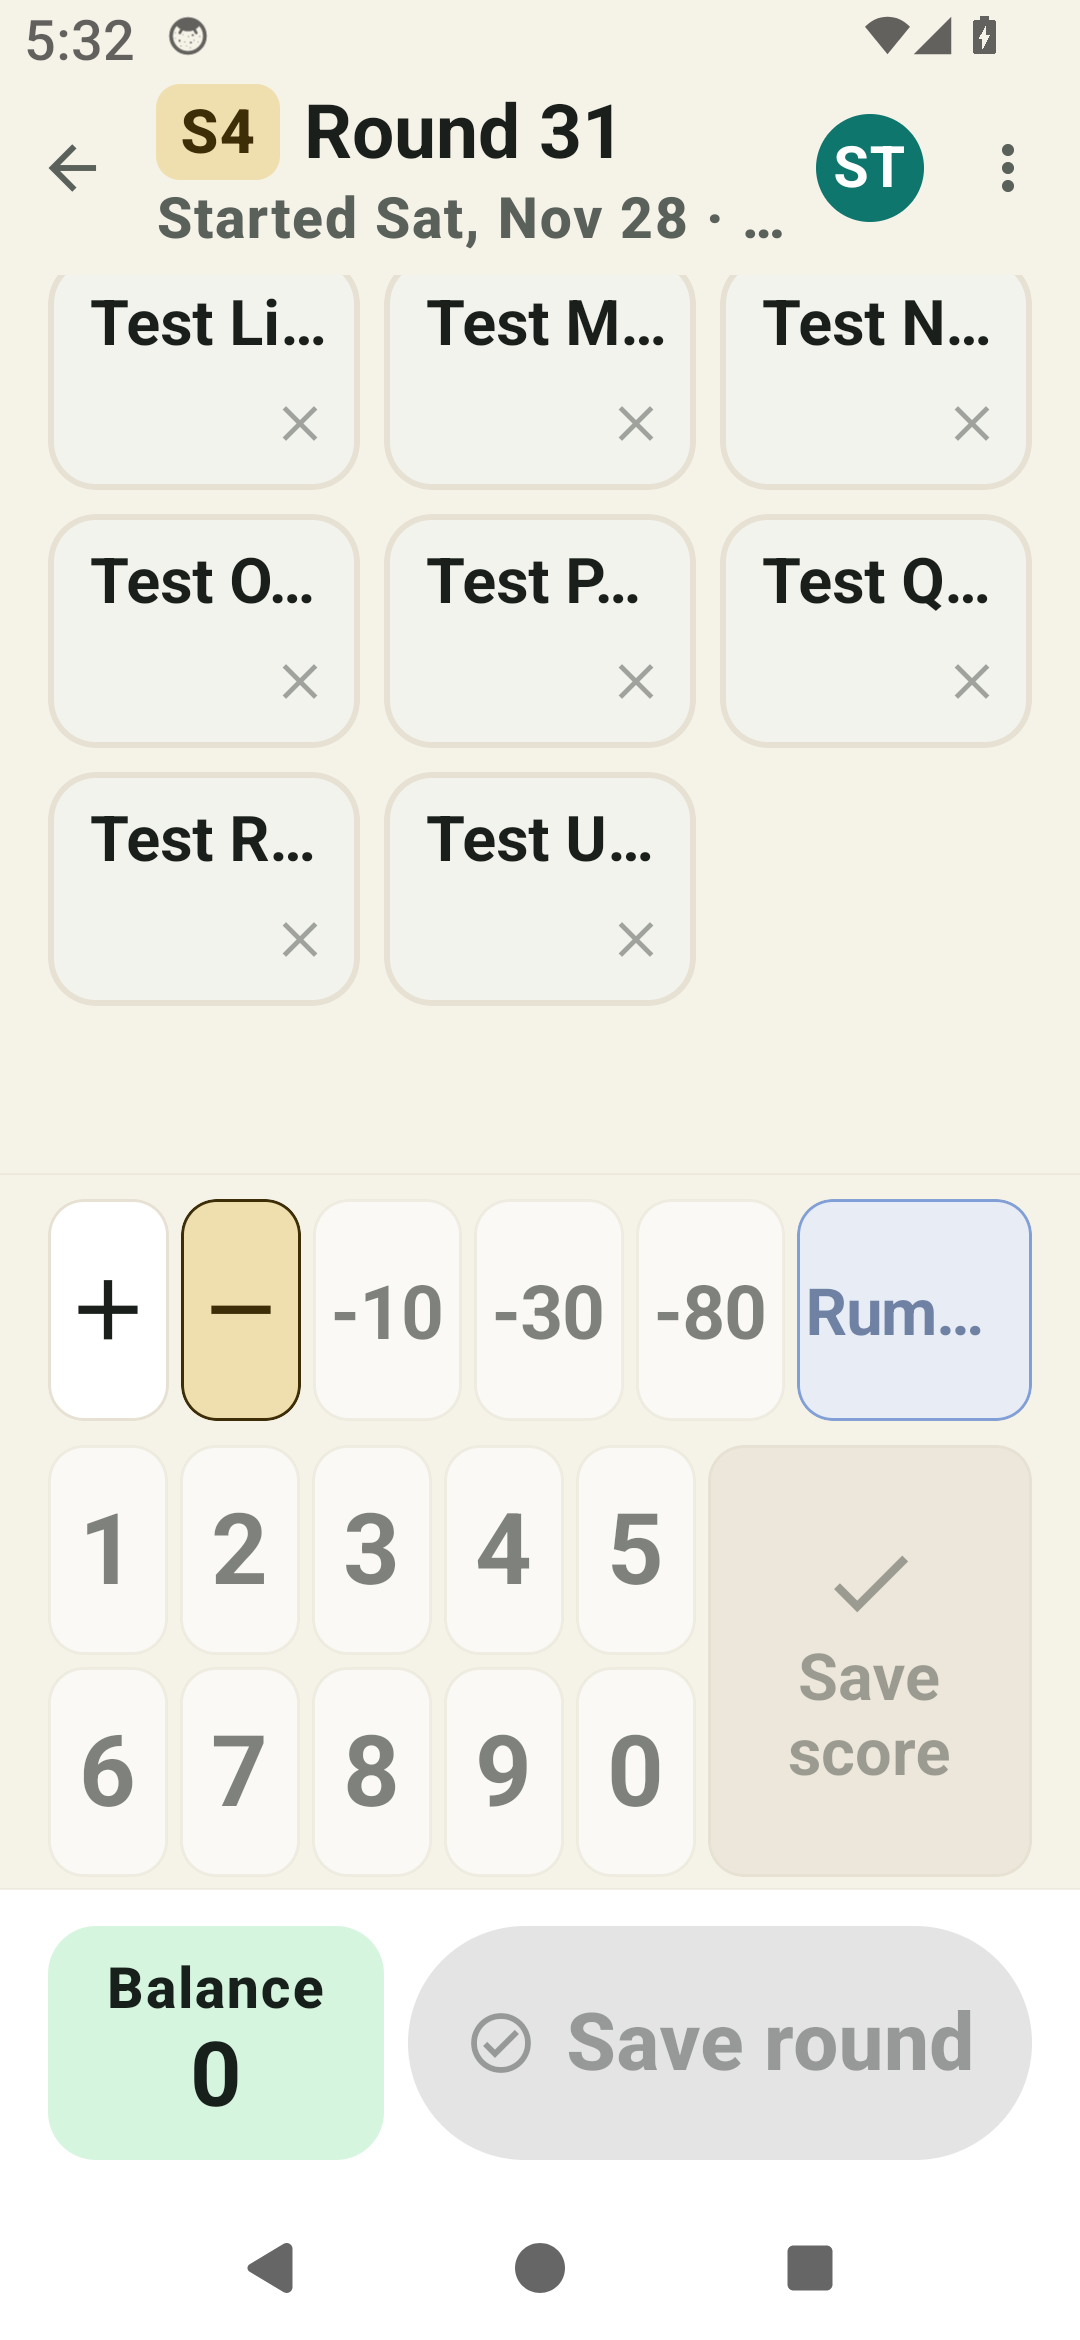 5:32
S4 Round 31
ST
Started Sat, Nov 28 · …
Test Li… Test M… Test N…
Test O… Test P… Test Q…
Test R… Test U…
+ − -10 -30 -80 Rum…
1 2 3 4 5
6 7 8 9 0
Save
score
Balance
0
Save round